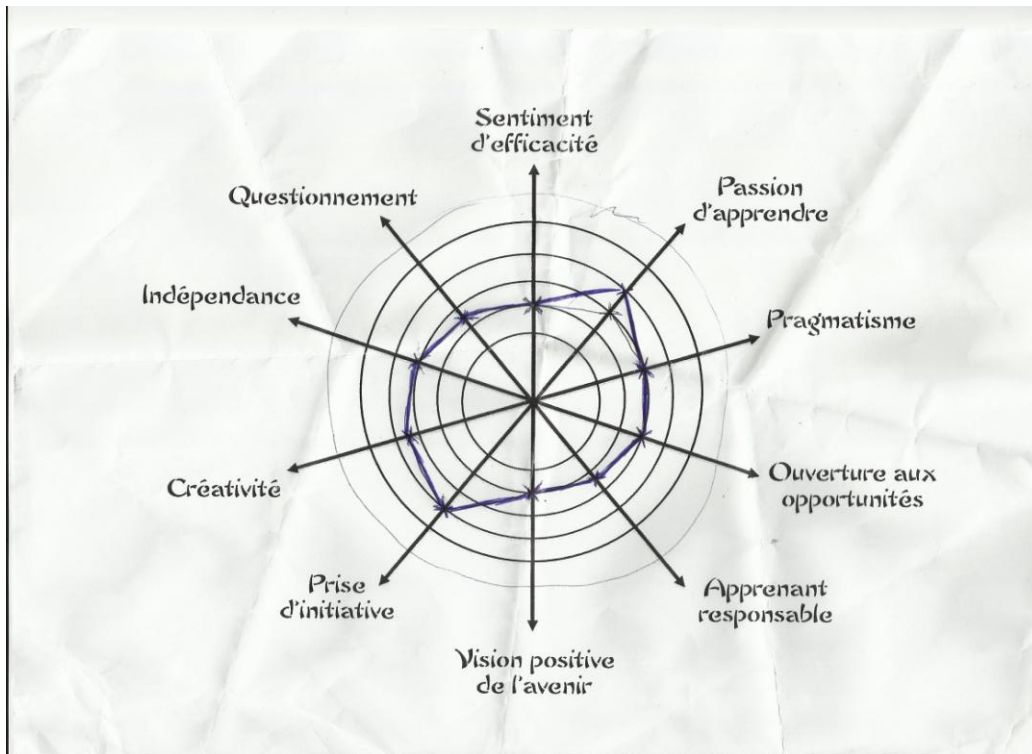 Sentiment
d'efficacité
Passion
d'apprendre
Pragmatisme
Ouverture aux
opportunités
Apprenant
responsable
Vision positive
de l'avenir
Prise
d'initiative
Créativité
Indépendance
Questionnement